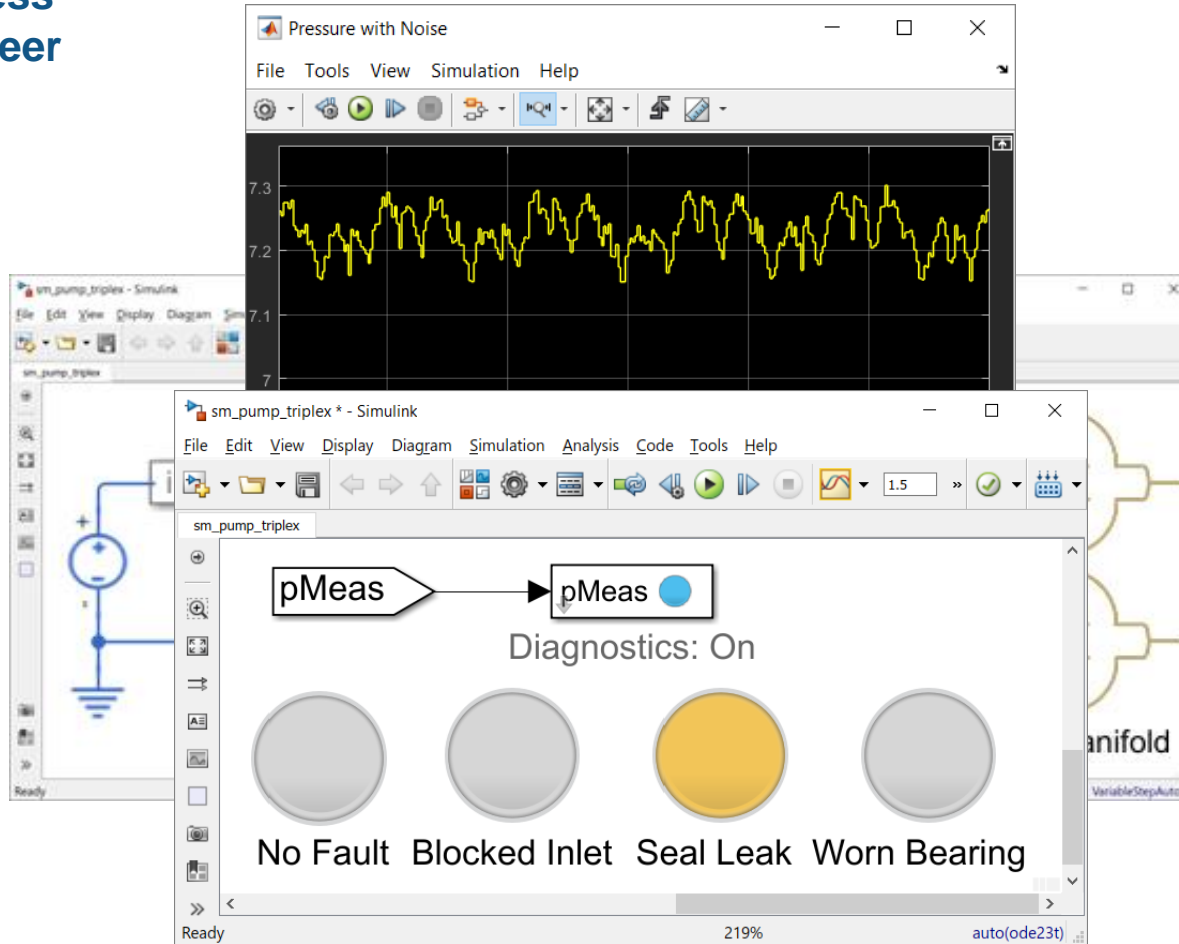 ess
eer
Pressure with Noise
File Tools View Simulation Help
7.3
7.2
7.1
7
sm_pump_triplex - Simulink
File Edit View Display Diagram Sim
sm_pump_triplex
Ready
sm_pump_triplex * - Simulink
File Edit View Display Diagram Simulation Analysis Code Tools Help
1.5
sm_pump_triplex
pMeas
pMeas
Diagnostics: On
No Fault Blocked Inlet Seal Leak Worn Bearing
Ready 219% auto(ode23t)
anifold
VariableStepAuto